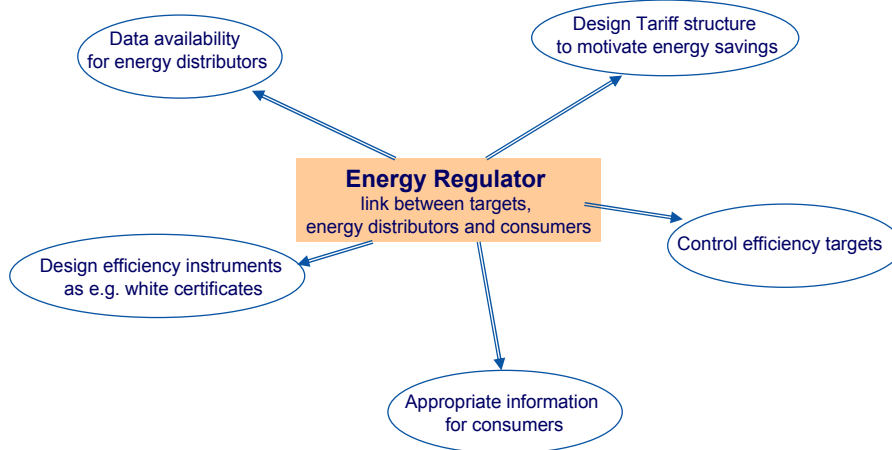 Data availability
for energy distributors
Design Tariff structure
to motivate energy savings
Energy Regulator
link between targets,
energy distributors and consumers
Control efficiency targets
Design efficiency instruments
as e.g. white certificates
Appropriate information
for consumers